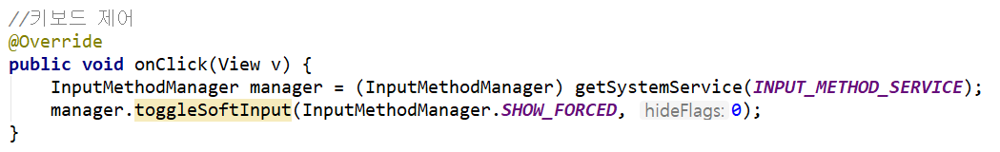 //키보드 제어
@Override
public void onClick(View v) {
    InputMethodManager manager = (InputMethodManager) getSystemService(INPUT_METHOD_SERVICE);
    manager.toggleSoftInput(InputMethodManager.SHOW_FORCED, hideFlags: 0);
}